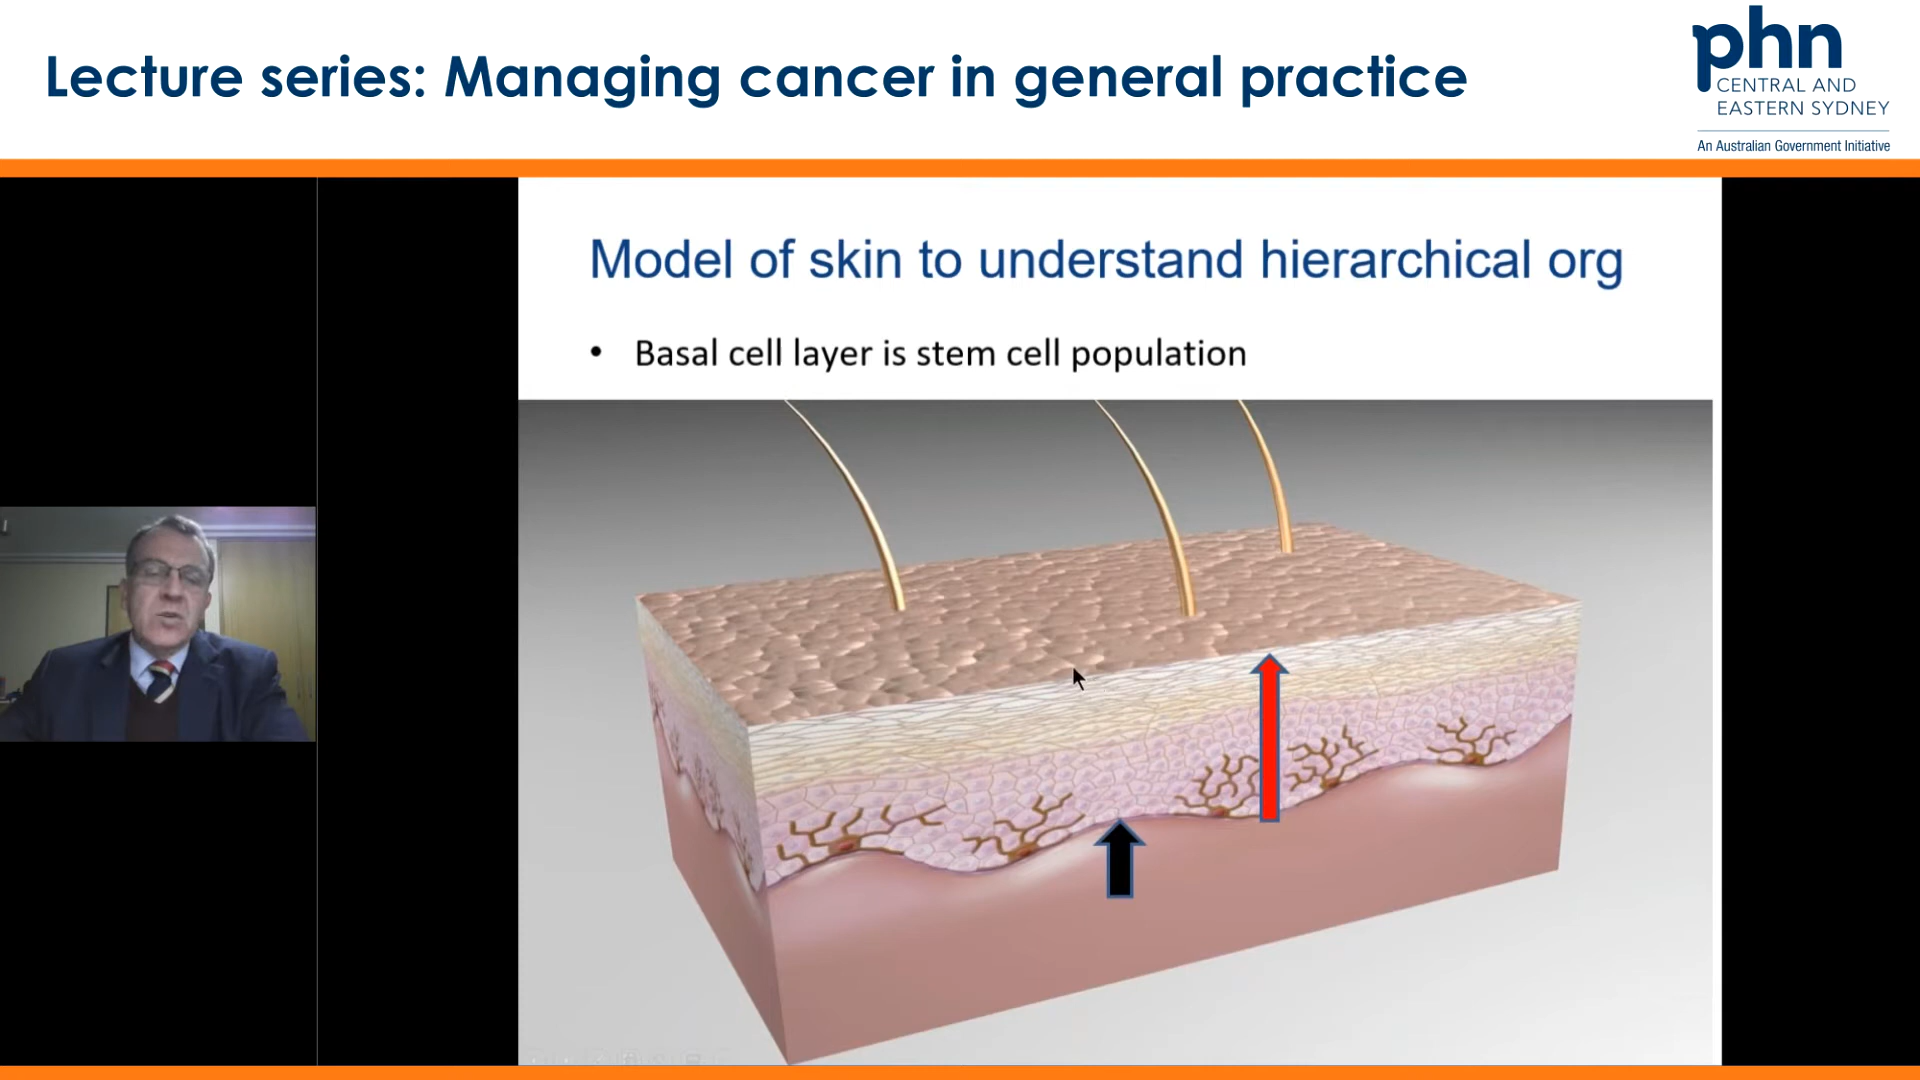 Lecture series: Managing cancer in general practice
phn
CENTRAL AND
EASTERN SYDNEY
An Australian Government Initiative
Model of skin to understand hierarchical org
• Basal cell layer is stem cell population